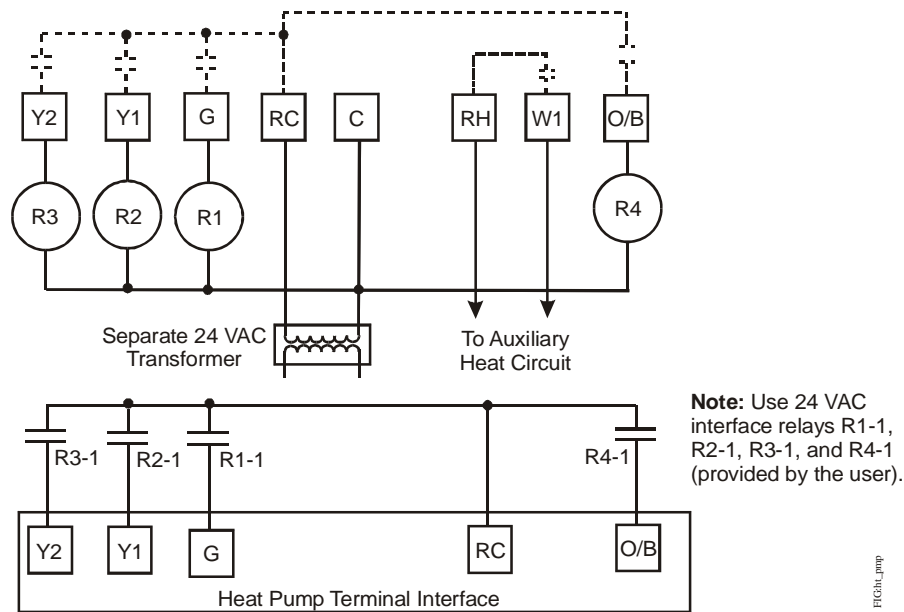 Y2
Y1
G
RC
C
RH
W1
O/B
R3
R2
R1
R4
Separate 24 VAC
Transformer
To Auxiliary
Heat Circuit
R3-1
R2-1
R1-1
R4-1
Note: Use 24 VAC
interface relays R1-1,
R2-1, R3-1, and R4-1
(provided by the user).
Y2
Y1
G
RC
O/B
Heat Pump Terminal Interface
FIG:ht_pmp